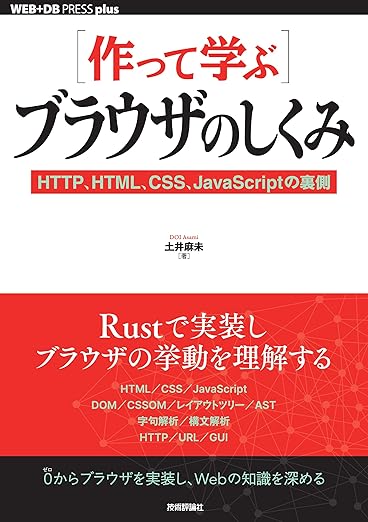 WEB+DB PRESS plus
[作って学ぶ]
ブラウザのしくみ
HTTP、HTML、CSS、JavaScriptの裏側
DOI Asami
土井麻未
[著]
Rustで実装し
ブラウザの挙動を理解する
HTML／CSS／JavaScript
DOM／CSSOM／レイアウトツリー／AST
字句解析／構文解析
HTTP／URL／GUI
ゼロ
0からブラウザを実装し、Webの知識を深める
技術評論社